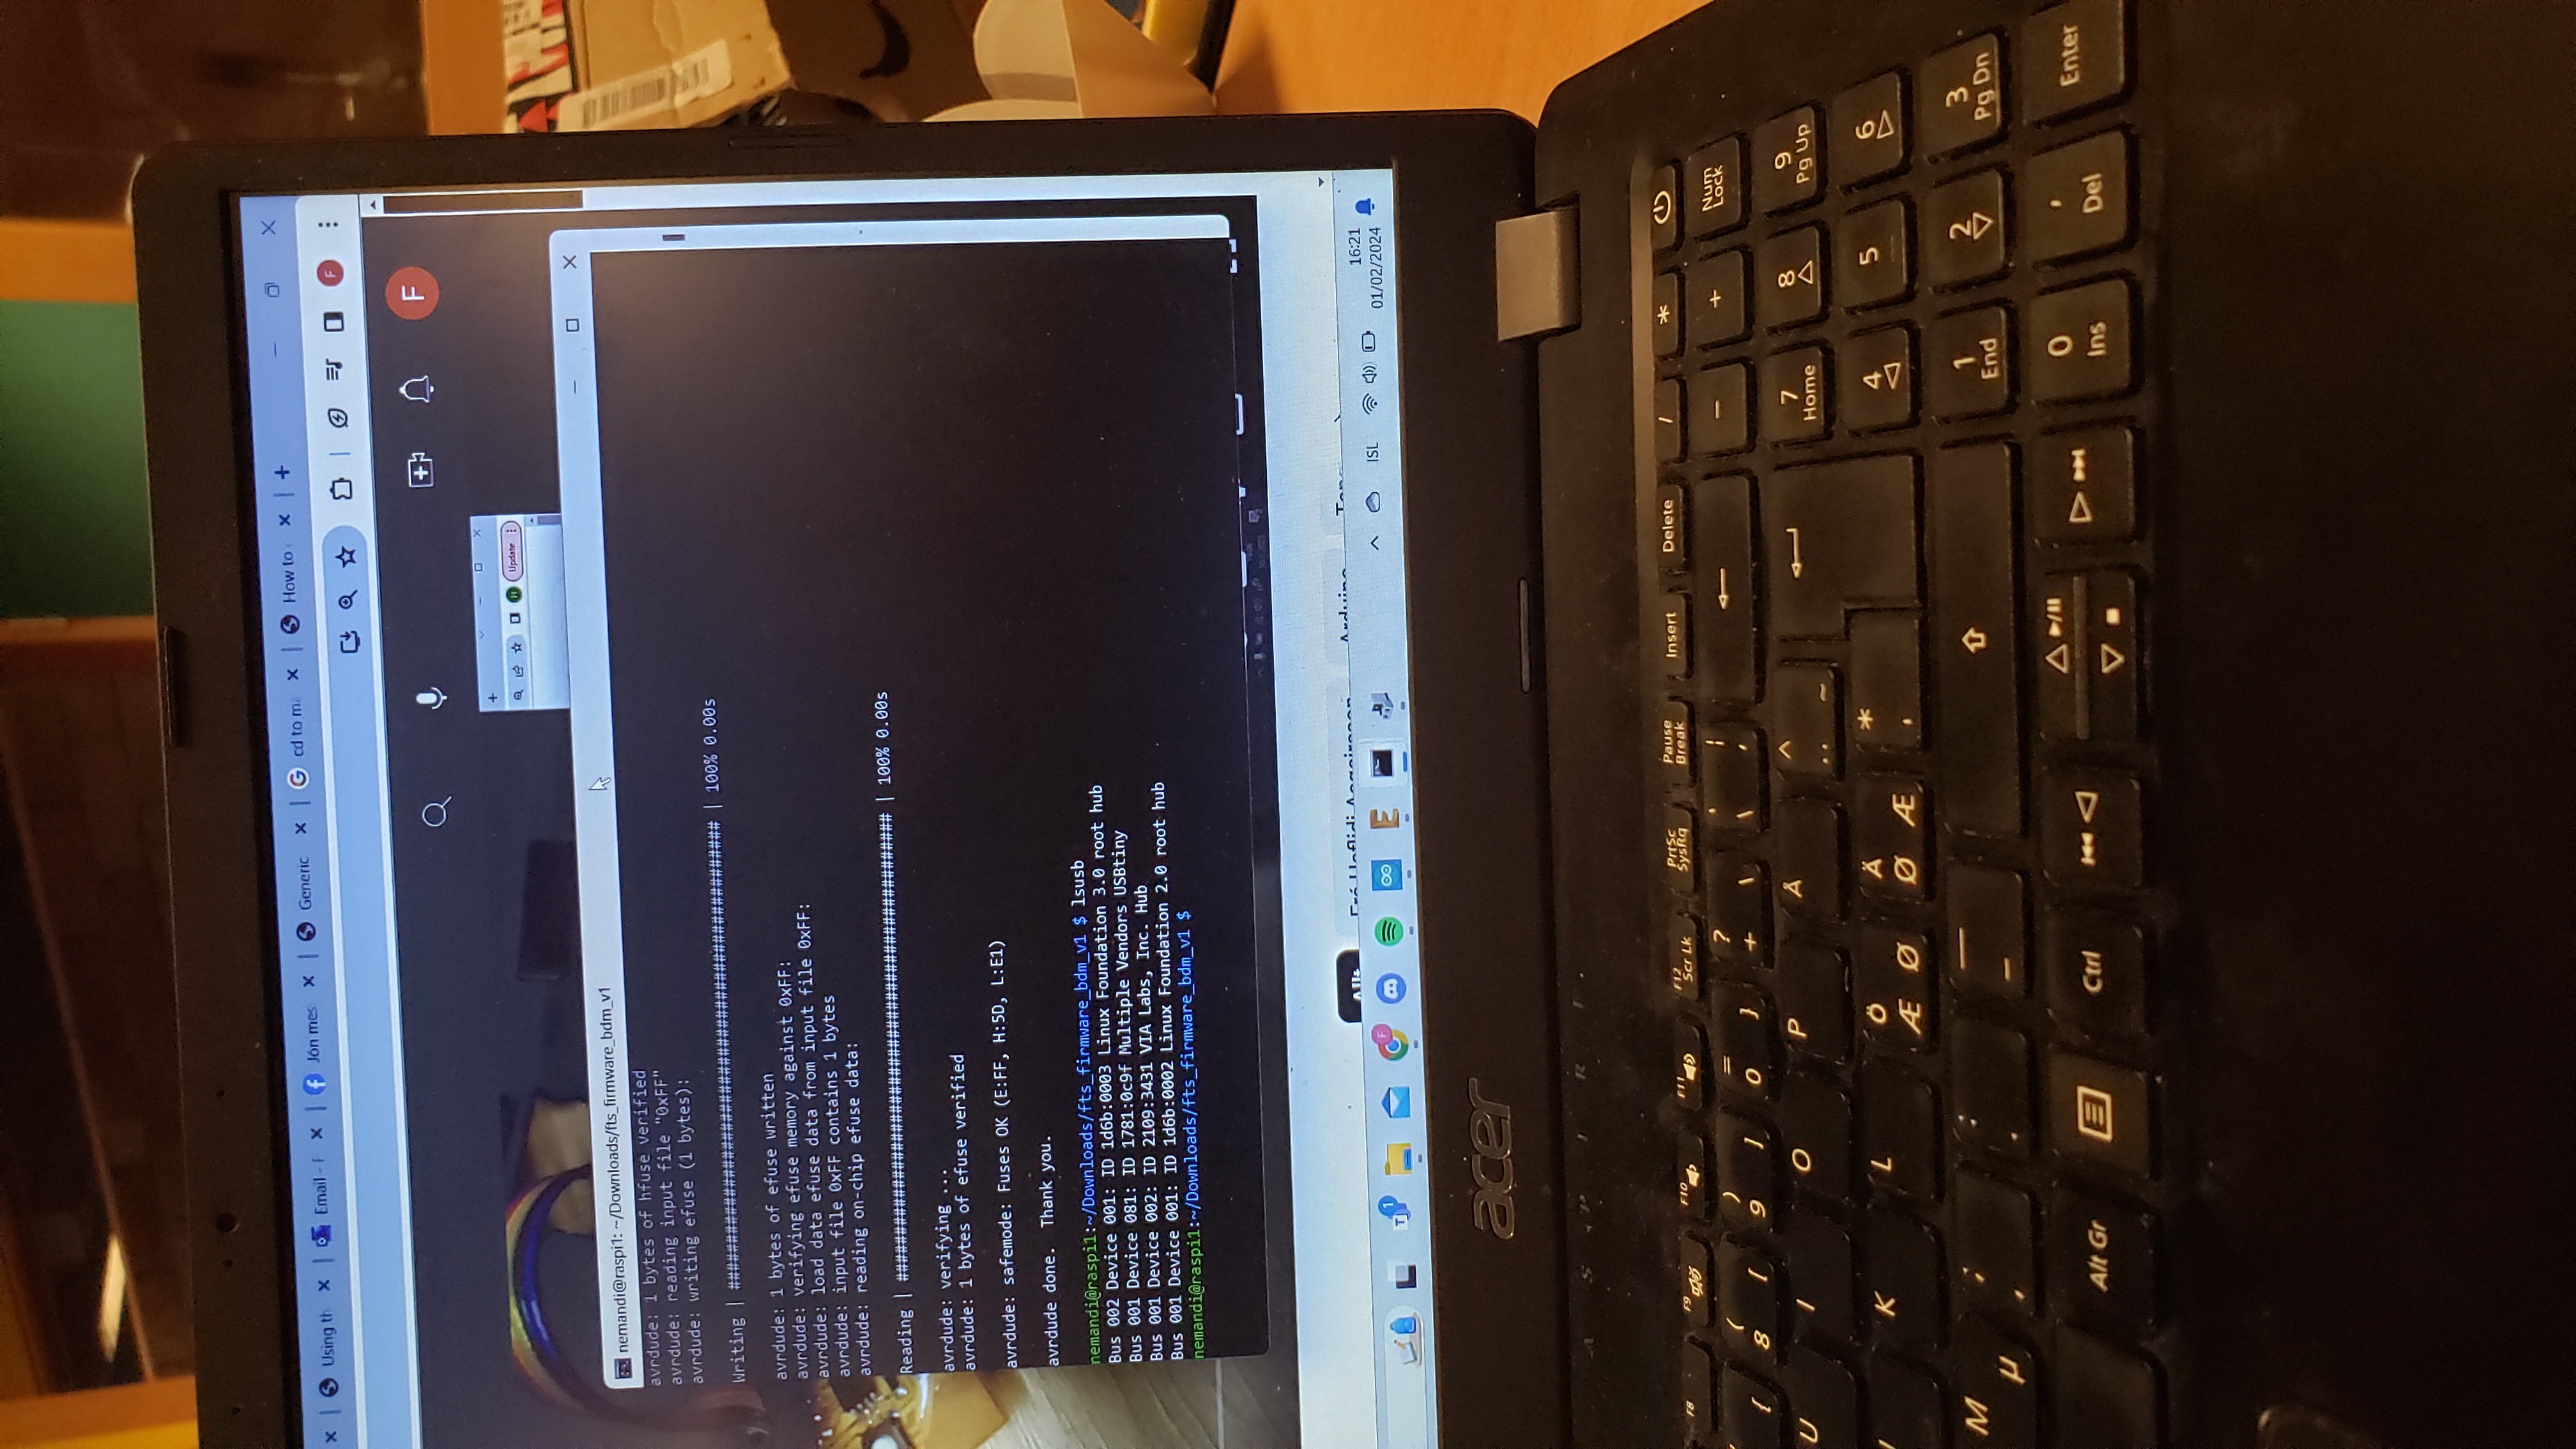 Using th
Email - F
Jón mes
Generic
cd to ma
How to
F
F
Update
nemandi@raspi1: ~/Downloads/fts_firmware_bdm_v1
avrdude: 1 bytes of hfuse verified
avrdude: reading input file "0xFF"
avrdude: writing efuse (1 bytes):
Writing | ################################################## | 100% 0.00s
avrdude: 1 bytes of efuse written
avrdude: verifying efuse memory against 0xFF:
avrdude: load data efuse data from input file 0xFF:
avrdude: input file 0xFF contains 1 bytes
avrdude: reading on-chip efuse data:
Reading | ################################################## | 100% 0.00s
avrdude: verifying ...
avrdude: 1 bytes of efuse verified
avrdude: safemode: Fuses OK (E:FF, H:5D, L:E1)
avrdude done.  Thank you.
nemandi@raspi1:~/Downloads/fts_firmware_bdm_v1 $ lsusb
Bus 002 Device 001: ID 1d6b:0003 Linux Foundation 3.0 root hub
Bus 001 Device 081: ID 1781:0c9f Multiple Vendors USBtiny
Bus 001 Device 002: ID 2109:3431 VIA Labs, Inc. Hub
Bus 001 Device 001: ID 1d6b:0002 Linux Foundation 2.0 root hub
nemandi@raspi1:~/Downloads/fts_firmware_bdm_v1 $
Allt
Arduino
ISL
16:21
01/02/2024
acer
ASPIRE
F8 F9 F10 F11 F12 Scr Lk PrtSc SysRq Pause Break Insert Delete / *
{ ( 8 [ ) 9 ] = 0 } ? + \ - + Num Lock
U I O P Å ^ ¨ ~ 7 Home 8 9 Pg Up
K L Ö Æ Ø Ä Ø Æ * ' 4 5 6
M µ ; , : . _ - 1 End 2 3 Pg Dn
Alt Gr Ctrl 0 Ins , Del Enter